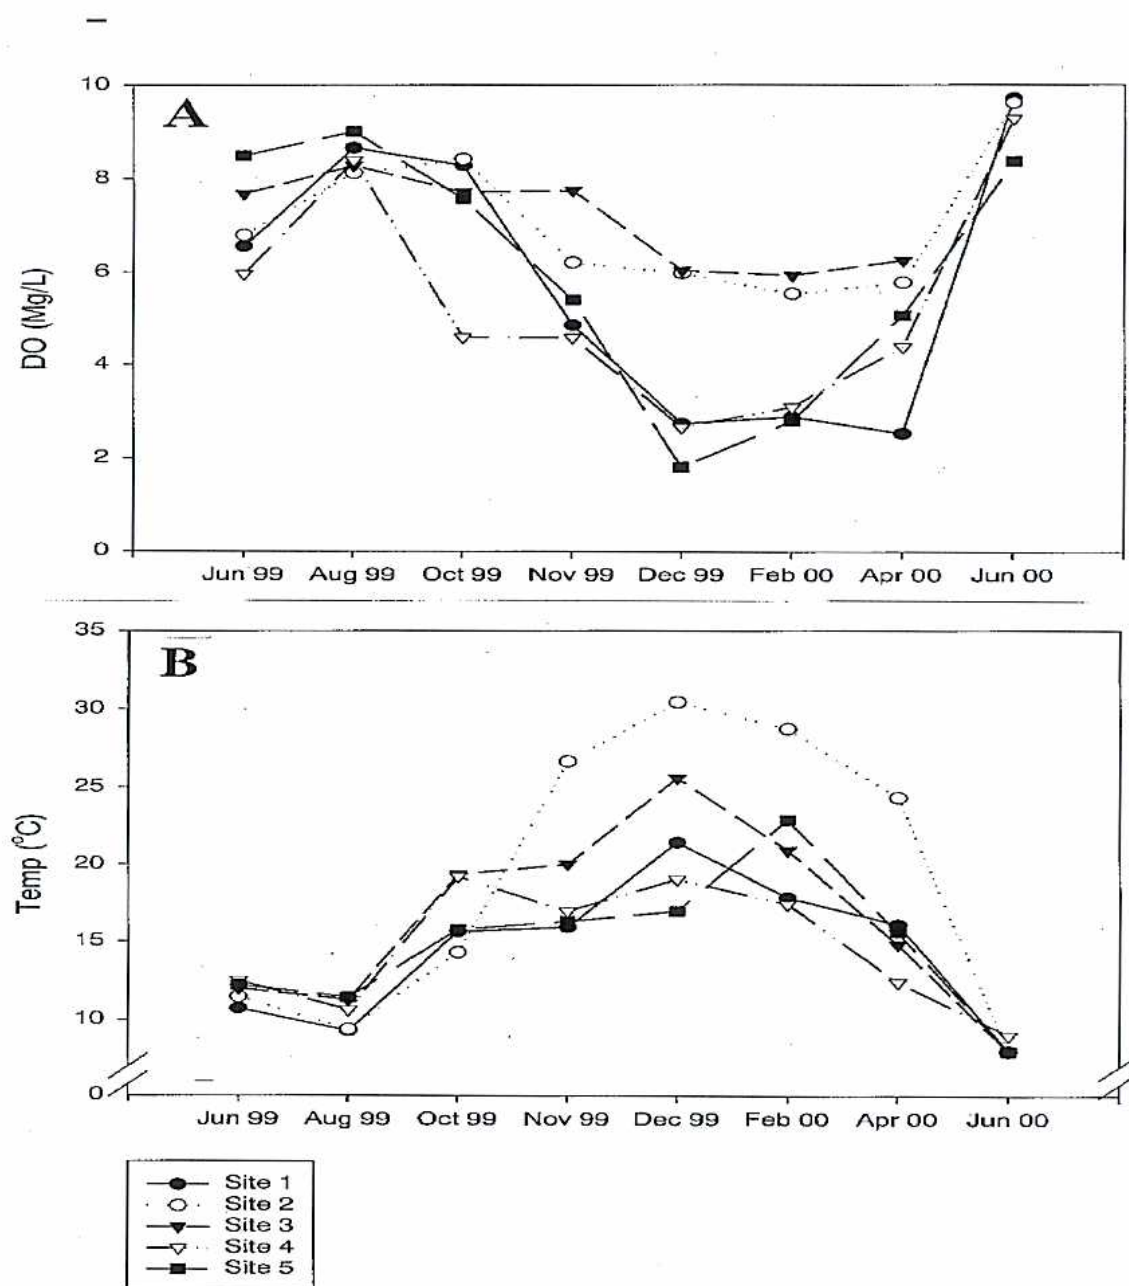 A
10
8
6
4
2
0
DO (Mg/L)
Jun 99 Aug 99 Oct 99 Nov 99 Dec 99 Feb 00 Apr 00 Jun 00
B
35
30
25
20
15
10
0
Temp (°C)
Jun 99 Aug 99 Oct 99 Nov 99 Dec 99 Feb 00 Apr 00 Jun 00
Site 1
Site 2
Site 3
Site 4
Site 5